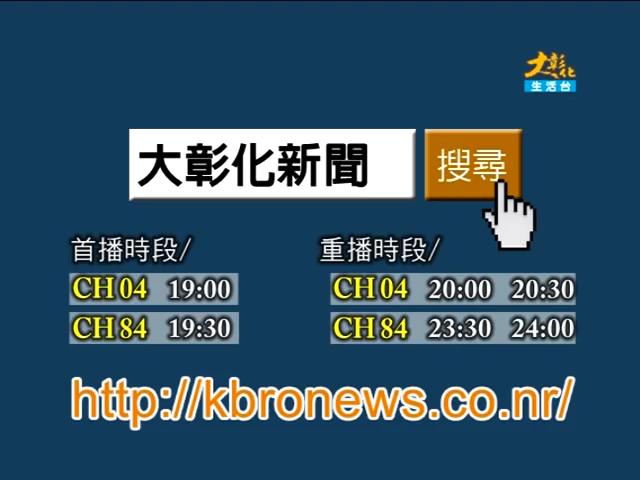 大彰化
生活台
大彰化新聞 搜尋
首播時段/ 重播時段/
CH04 19:00 CH04 20:00 20:30
CH84 19:30 CH84 23:30 24:00
http://kbronews.co.nr/